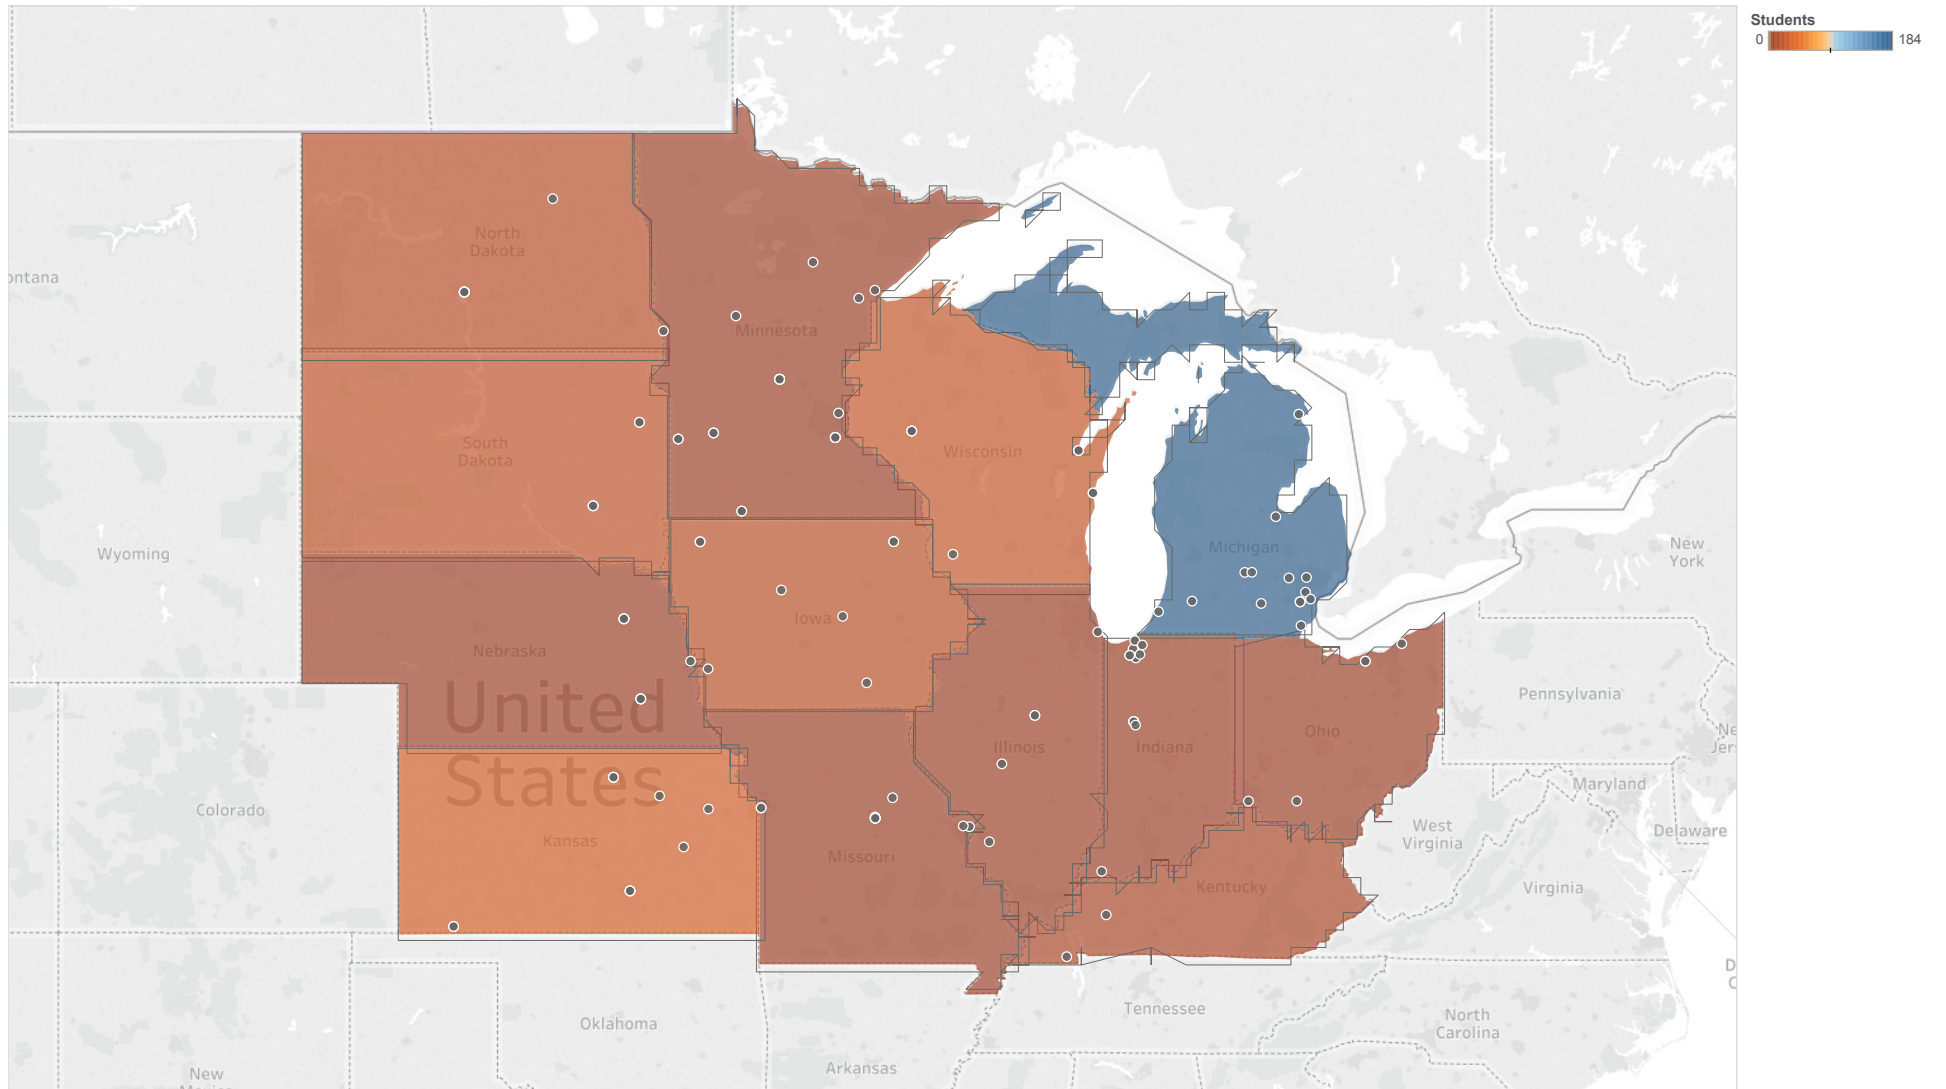 Students
0 184
North
Dakota
ontana
Minnesota
South
Dakota
Wisconsin
Wyoming
Michigan
New
York
Iowa
Nebraska
United
States
Pennsylvania
Illinois
Indiana
Ohio
Ne
Jer
Maryland
Colorado
Kansas
Missouri
West
Virginia
Delaware
Kentucky
Virginia
D
C
Oklahoma
Tennessee
North
Carolina
Arkansas
New